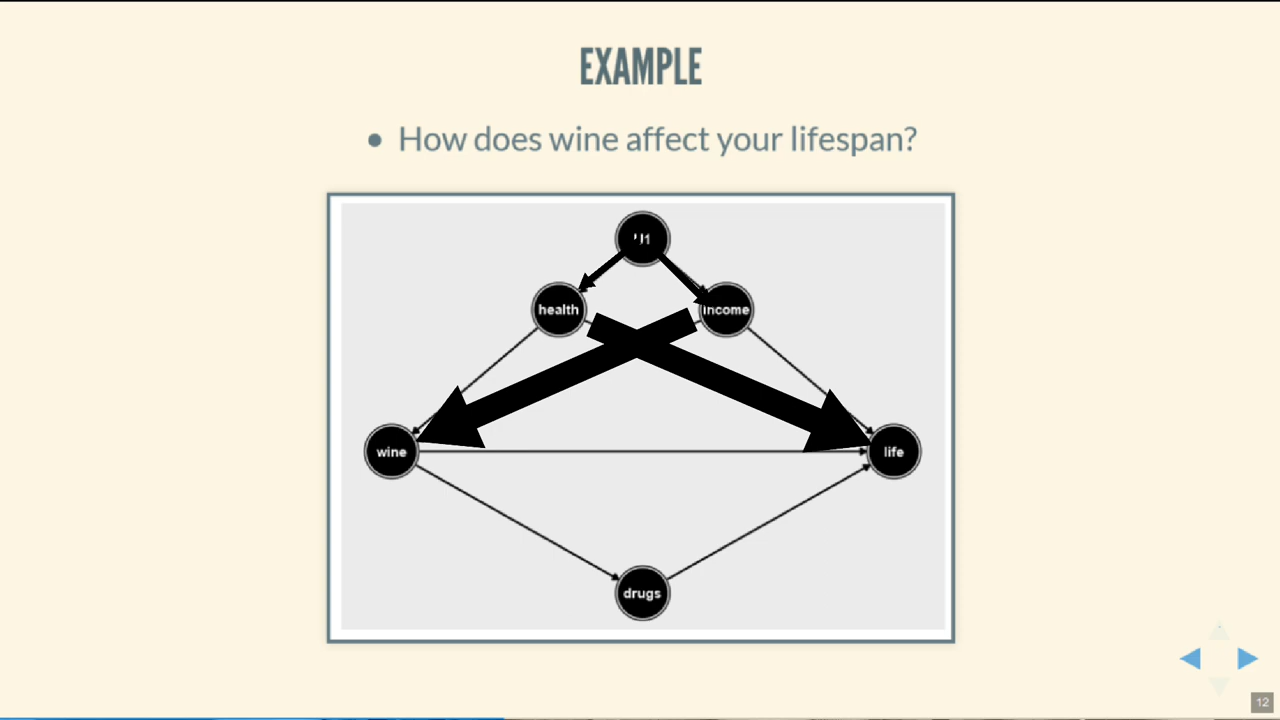 EXAMPLE
• How does wine affect your lifespan?
health
income
wine
life
drugs
12